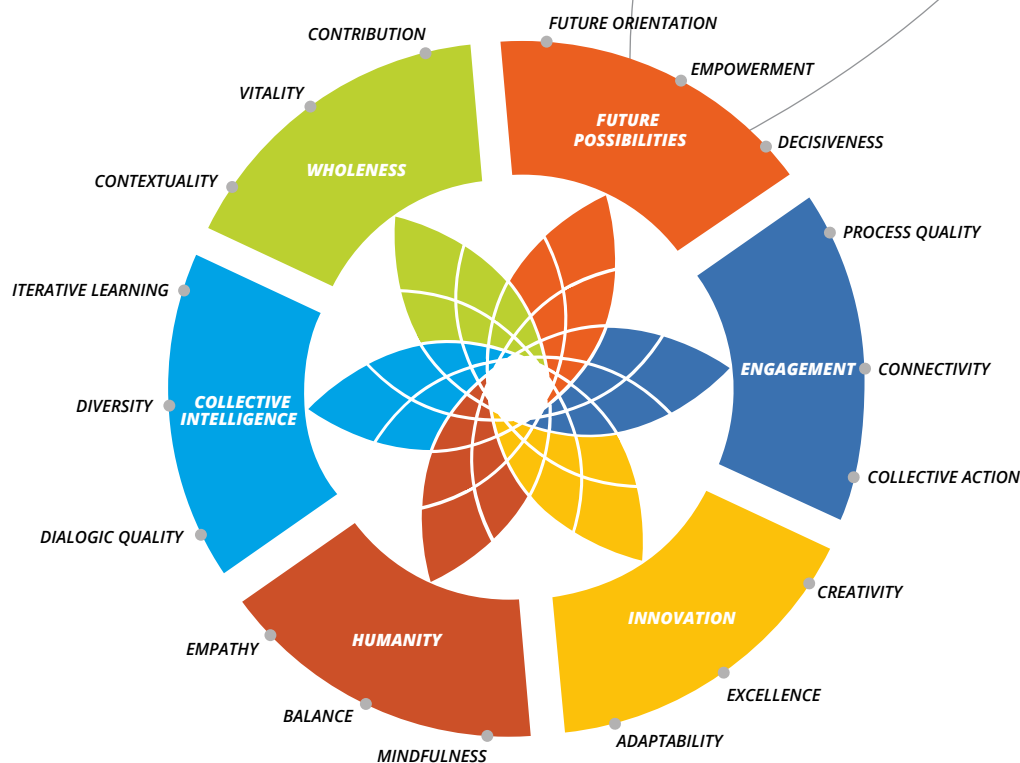 FUTURE ORIENTATION
CONTRIBUTION
EMPOWERMENT
VITALITY
FUTURE
POSSIBILITIES
DECISIVENESS
WHOLENESS
CONTEXTUALITY
PROCESS QUALITY
ITERATIVE LEARNING
ENGAGEMENT
CONNECTIVITY
DIVERSITY
COLLECTIVE
INTELLIGENCE
COLLECTIVE ACTION
DIALOGIC QUALITY
CREATIVITY
INNOVATION
HUMANITY
EMPATHY
EXCELLENCE
BALANCE
ADAPTABILITY
MINDFULNESS